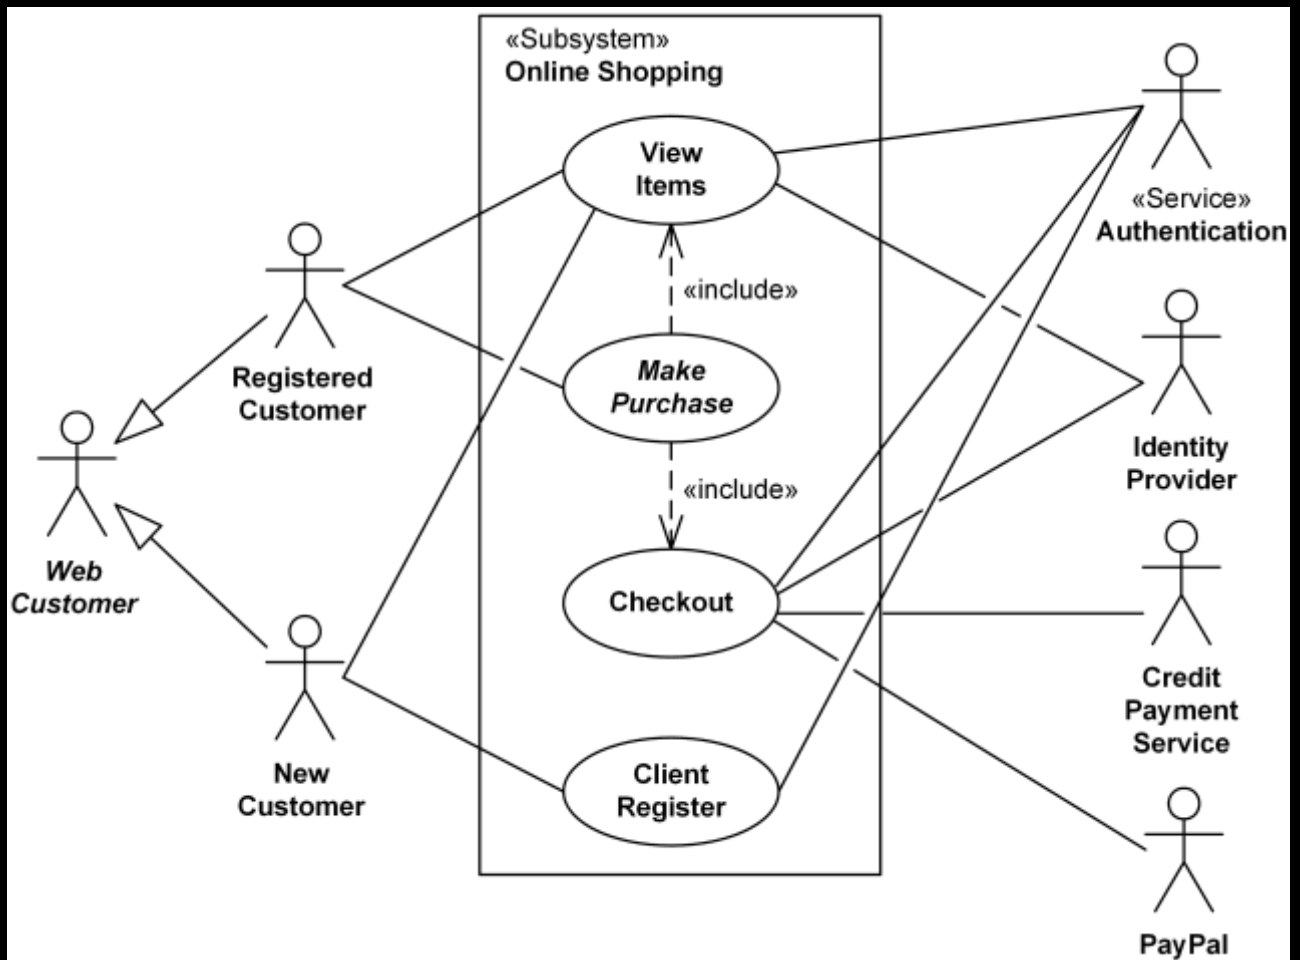 «Subsystem»
Online Shopping
View
Items
«include»
Make
Purchase
«include»
Checkout
Client
Register
Registered
Customer
Web
Customer
New
Customer
«Service»
Authentication
Identity
Provider
Credit
Payment
Service
PayPal